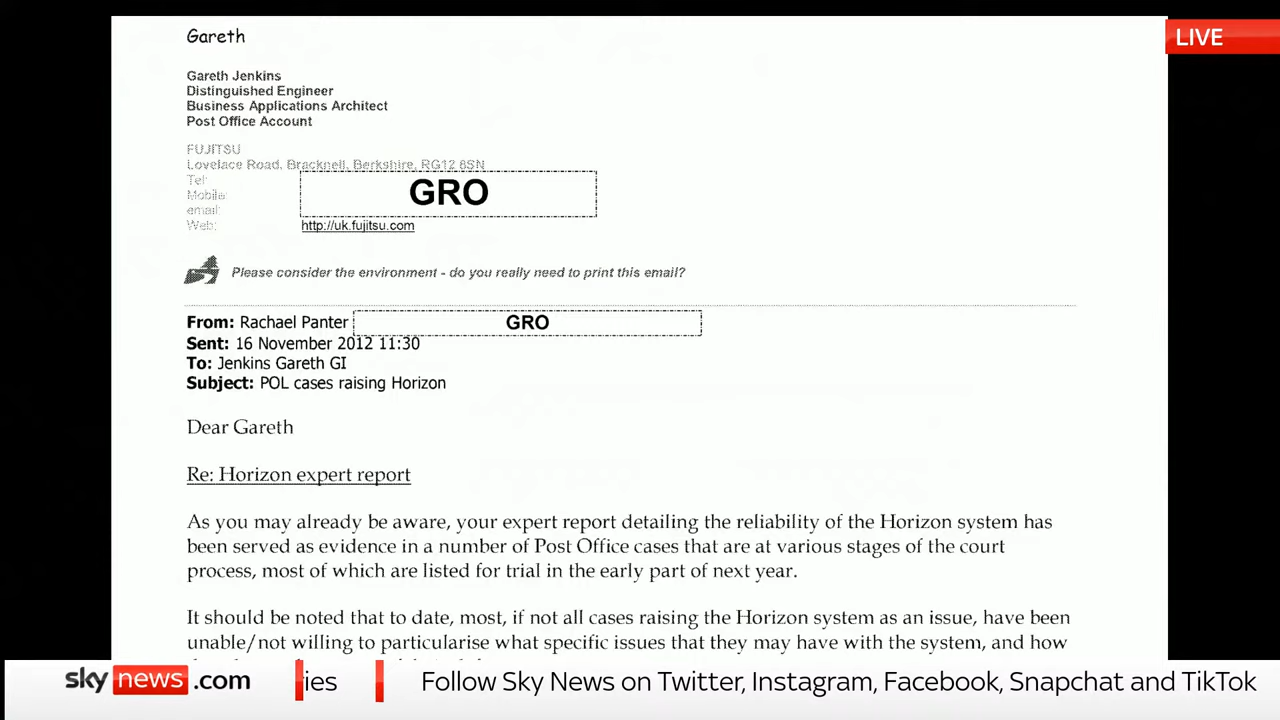 Gareth
LIVE
Gareth Jenkins
Distinguished Engineer
Business Applications Architect
Post Office Account
FUJITSU
Lovelace Road, Bracknell, Berkshire, RG12 8SN
Tel:
Mobile:
email:
GRO
Web: http://uk.fujitsu.com
Please consider the environment - do you really need to print this email?
From: Rachael Panter GRO
Sent: 16 November 2012 11:30
To: Jenkins Gareth GI
Subject: POL cases raising Horizon
Dear Gareth
Re: Horizon expert report
As you may already be aware, your expert report detailing the reliability of the Horizon system has
been served as evidence in a number of Post Office cases that are at various stages of the court
process, most of which are listed for trial in the early part of next year.
It should be noted that to date, most, if not all cases raising the Horizon system as an issue, have been
unable/not willing to particularise what specific issues that they may have with the system, and how
sky news.com ies Follow Sky News on Twitter, Instagram, Facebook, Snapchat and TikTok